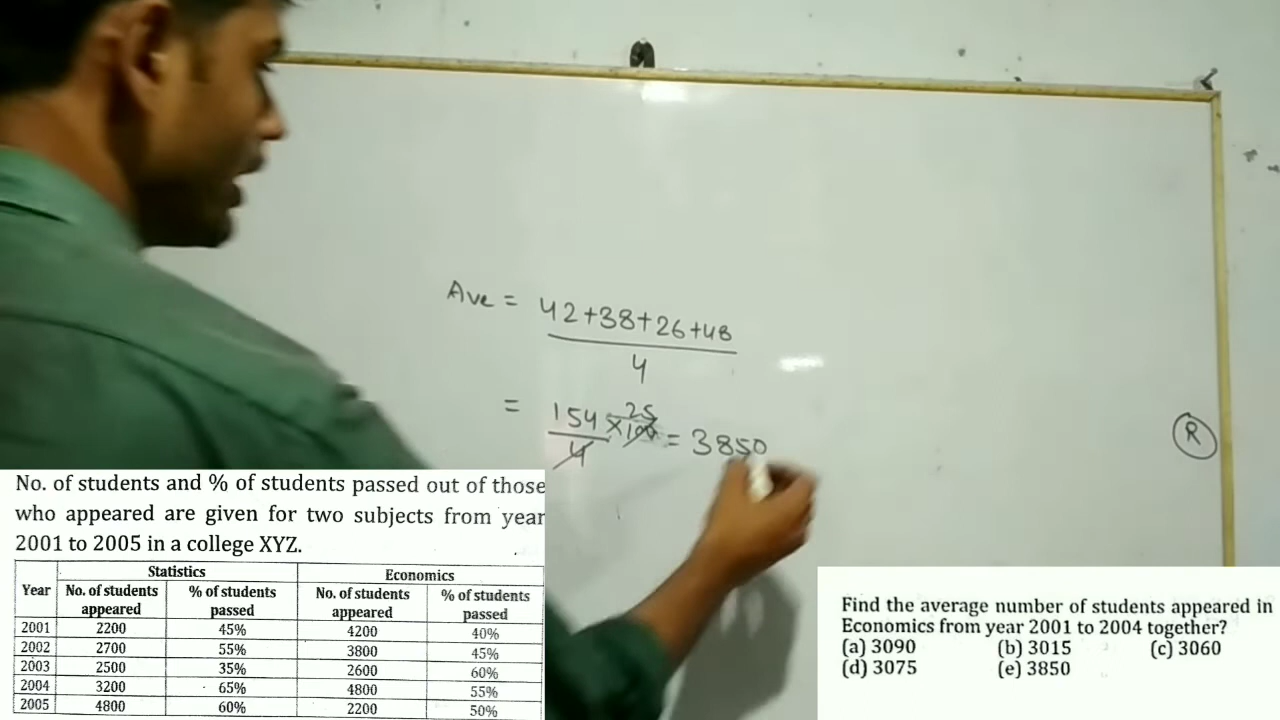 Ave = 42+38+26+48
4
= 154 × 100 25 = 3850
4
R
No. of students and % of students passed out of those
who appeared are given for two subjects from year
2001 to 2005 in a college XYZ.
Year Statistics Economics
No. of students appeared % of students passed No. of students appeared % of students passed
2001 2200 45% 4200 40%
2002 2700 55% 3800 45%
2003 2500 35% 2600 60%
2004 3200 65% 4800 55%
2005 4800 60% 2200 50%
Find the average number of students appeared in
Economics from year 2001 to 2004 together?
(a) 3090 (b) 3015 (c) 3060
(d) 3075 (e) 3850